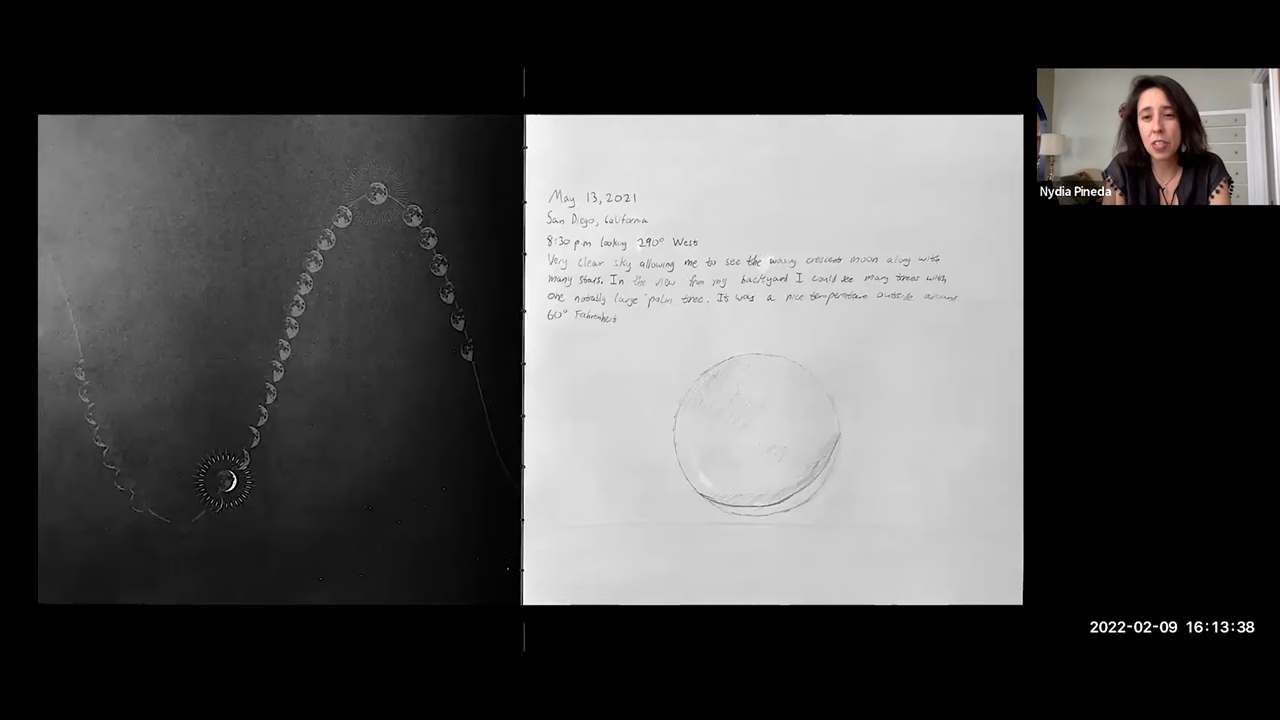 May 13, 2021
San Diego, California
8:30 p.m looking 290° West
Very clear sky allowing me to see the waxing crescent moon along with
many stars. In the view from my backyard I could see many trees with
one notably large palm tree. It was a nice temperature outside around
60° Fahrenheit
Nydia Pineda
2022-02-09 16:13:38